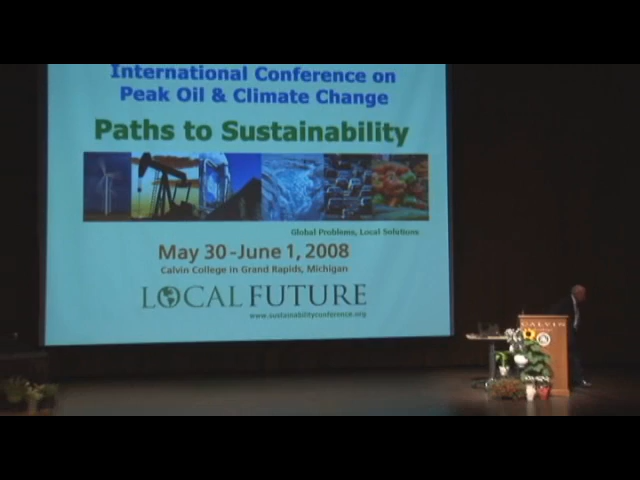 International Conference on
Peak Oil & Climate Change
Paths to Sustainability
Global Problems, Local Solutions
May 30-June 1, 2008
Calvin College in Grand Rapids, Michigan
LOCAL FUTURE
www.sustainabilityconference.org
CALVIN